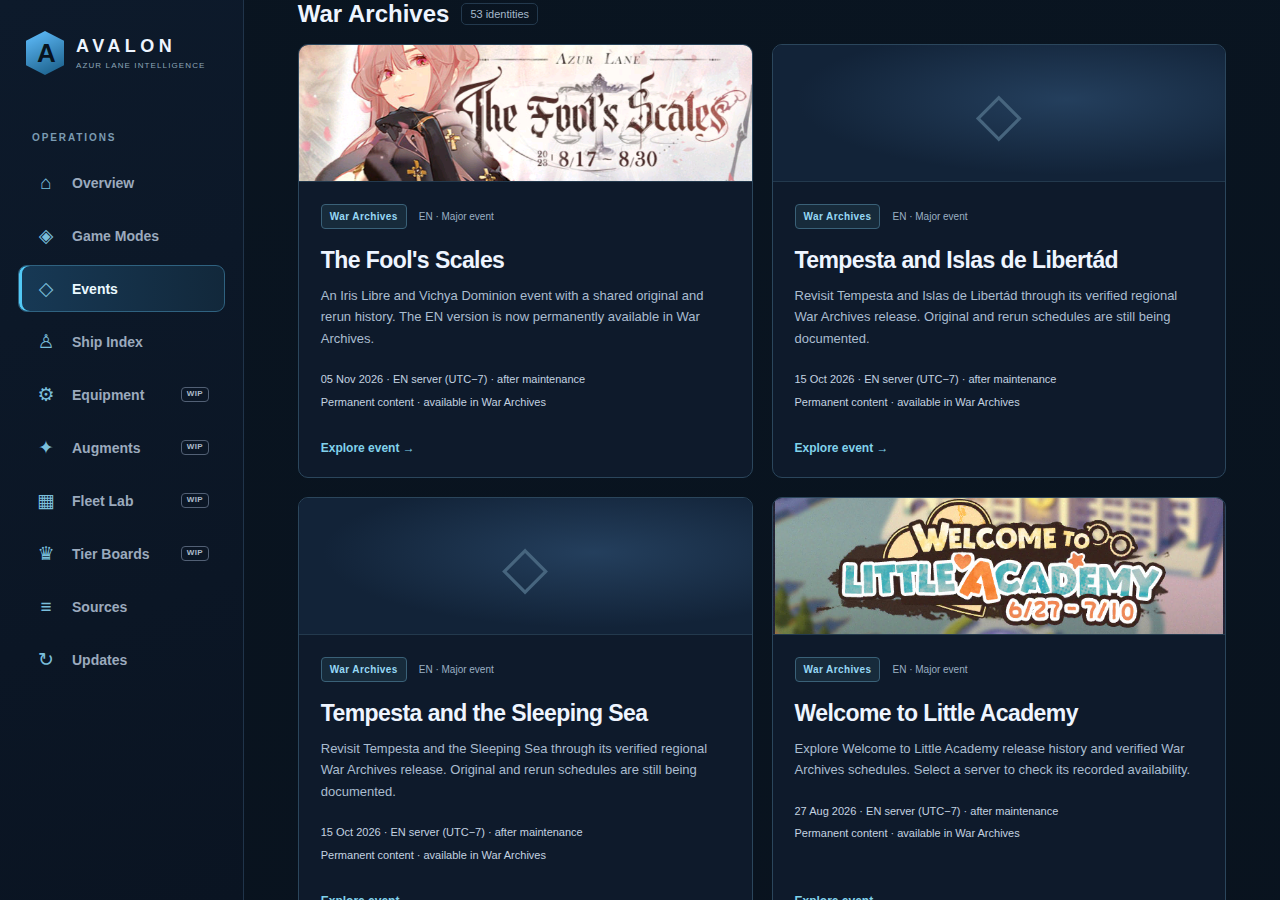 A
AVALON
AZUR LANE INTELLIGENCE
OPERATIONS
Overview
Game Modes
Events
Ship Index
Equipment WIP
Augments WIP
Fleet Lab WIP
Tier Boards WIP
Sources
Updates
War Archives 53 identities
AZUR LANE
The Fool's Scales
2023 8/17 ~ 8/30
War Archives EN · Major event
The Fool's Scales
An Iris Libre and Vichya Dominion event with a shared original and
rerun history. The EN version is now permanently available in War
Archives.
05 Nov 2026 · EN server (UTC−7) · after maintenance
Permanent content · available in War Archives
Explore event →
War Archives EN · Major event
Tempesta and Islas de Libertád
Revisit Tempesta and Islas de Libertád through its verified regional
War Archives release. Original and rerun schedules are still being
documented.
15 Oct 2026 · EN server (UTC−7) · after maintenance
Permanent content · available in War Archives
Explore event →
War Archives EN · Major event
Tempesta and the Sleeping Sea
Revisit Tempesta and the Sleeping Sea through its verified regional
War Archives release. Original and rerun schedules are still being
documented.
15 Oct 2026 · EN server (UTC−7) · after maintenance
Permanent content · available in War Archives
Explore event
WELCOME TO
LITTLE ACADEMY
6/27 - 7/10
War Archives EN · Major event
Welcome to Little Academy
Explore Welcome to Little Academy release history and verified War
Archives schedules. Select a server to check its recorded availability.
27 Aug 2026 · EN server (UTC−7) · after maintenance
Permanent content · available in War Archives
Explore event